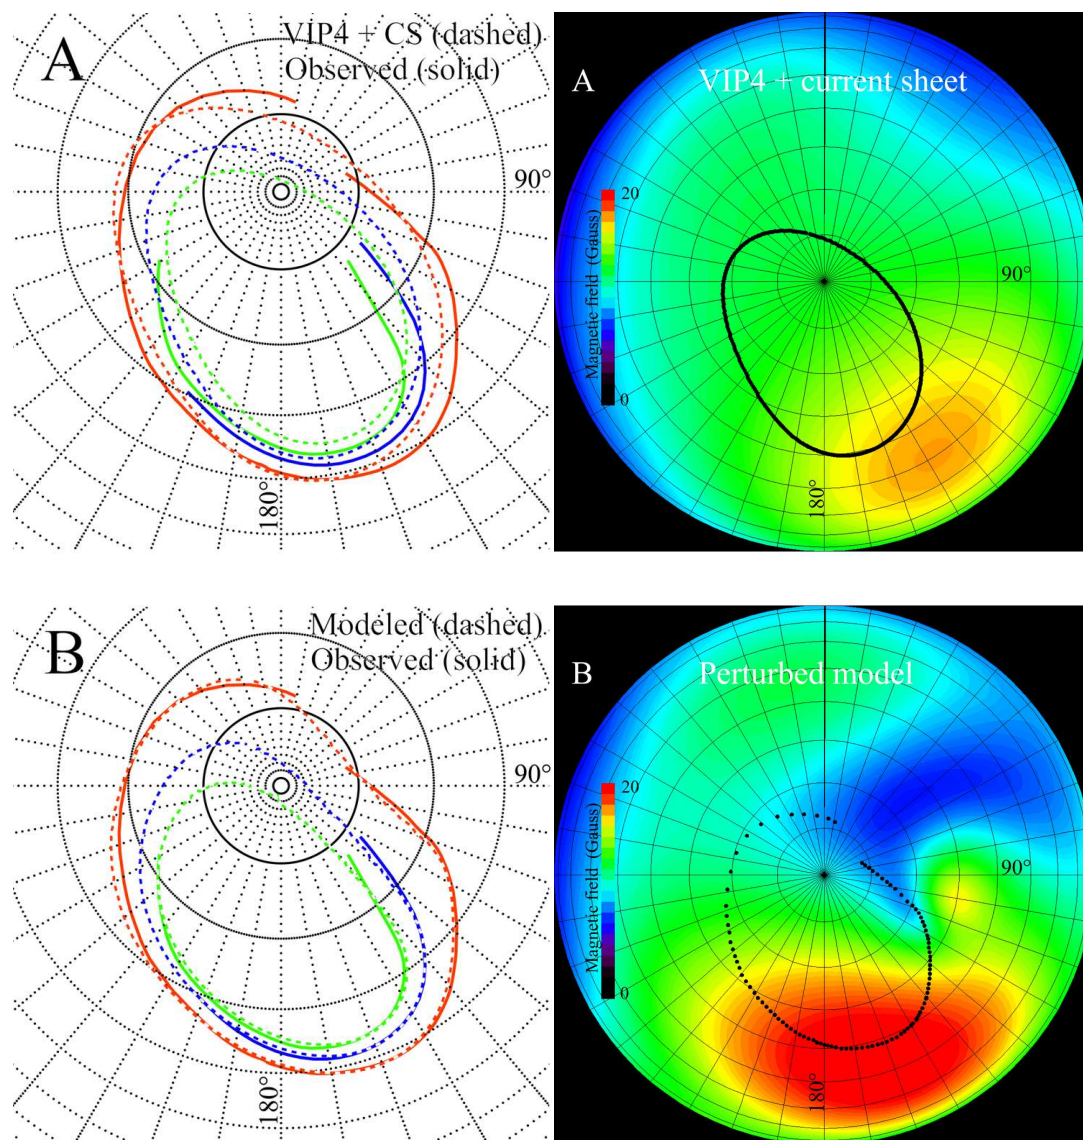 A
VIP4 + CS (dashed)
Observed (solid)
90°
180°
A
VIP4 + current sheet
20
Magnetic field (Gauss)
0
90°
180°
B
Modeled (dashed)
Observed (solid)
90°
180°
B
Perturbed model
20
Magnetic field (Gauss)
0
90°
180°